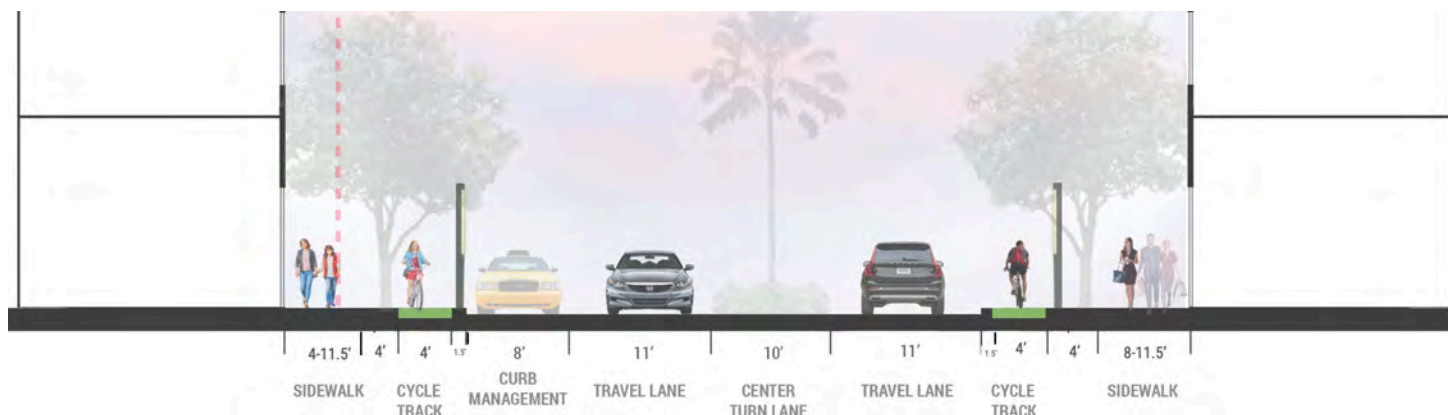 4-11.5' 4' 4' 1.5' 8' 11' 10' 11' 1.5' 4' 4' 8-11.5'
SIDEWALK
CYCLE
TRACK
CURB
MANAGEMENT
TRAVEL LANE
CENTER
TURN LANE
TRAVEL LANE
CYCLE
TRACK
SIDEWALK